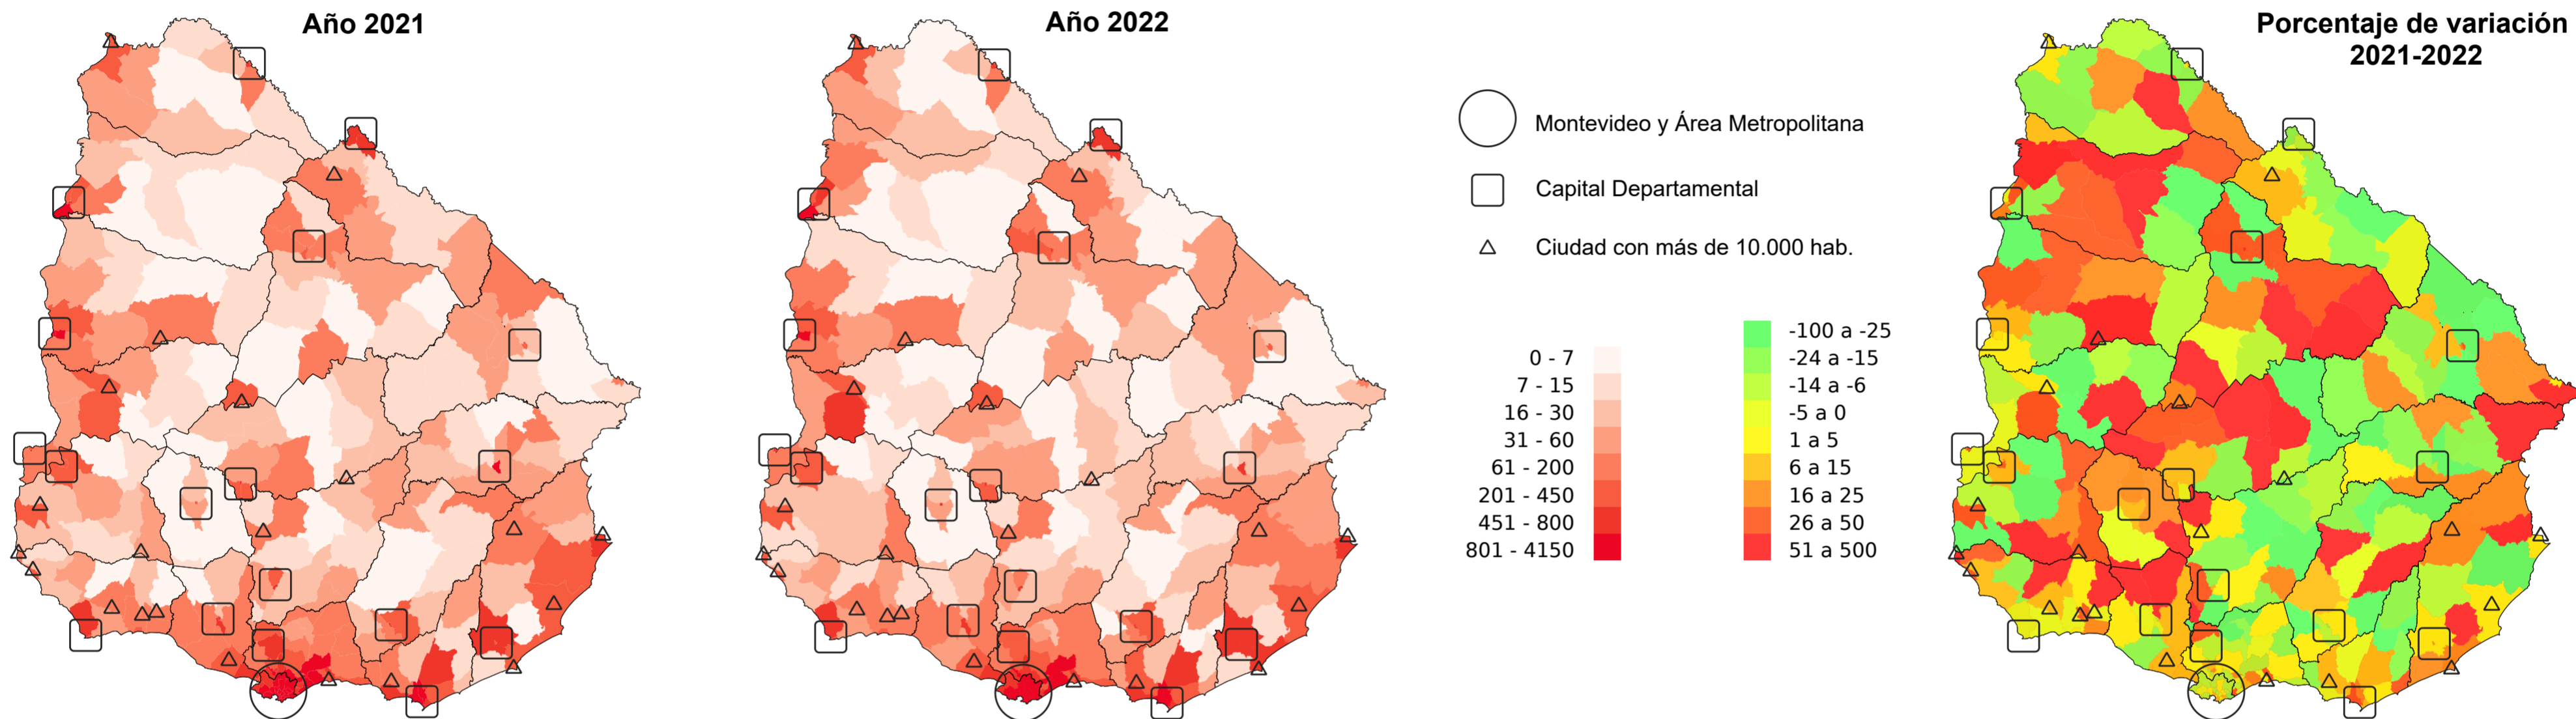 Año 2021
Año 2022
Porcentaje de variación
2021-2022
Montevideo y Área Metropolitana
Capital Departamental
Ciudad con más de 10.000 hab.
0 - 7
7 - 15
16 - 30
31 - 60
61 - 200
201 - 450
451 - 800
801 - 4150
-100 a -25
-24 a -15
-14 a -6
-5 a 0
1 a 5
6 a 15
16 a 25
26 a 50
51 a 500